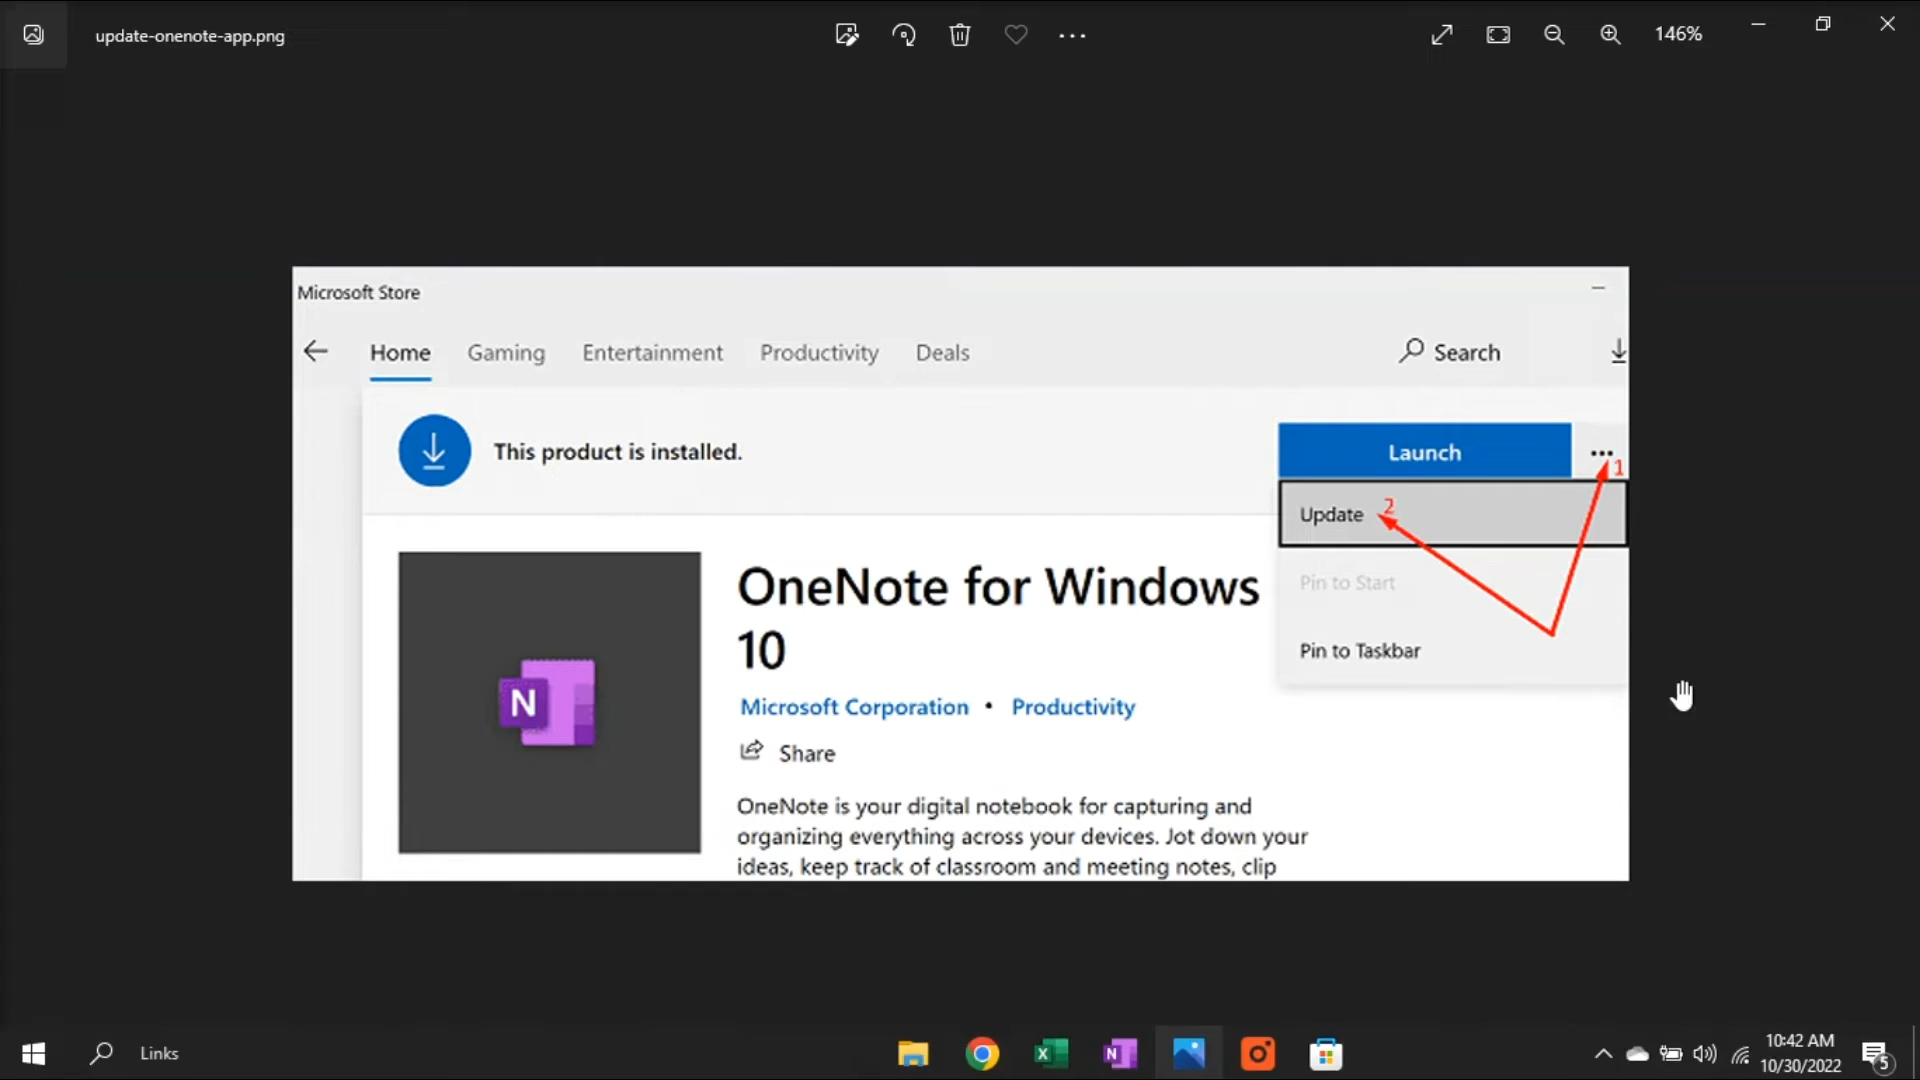 update-onenote-app.png
146%
Microsoft Store
Home Gaming Entertainment Productivity Deals Search
This product is installed.
Launch
1
Update 2
Pin to Start
Pin to Taskbar
N
OneNote for Windows
10
Microsoft Corporation • Productivity
Share
OneNote is your digital notebook for capturing and
organizing everything across your devices. Jot down your
ideas, keep track of classroom and meeting notes, clip
Links
X
N
10:42 AM
10/30/2022
5